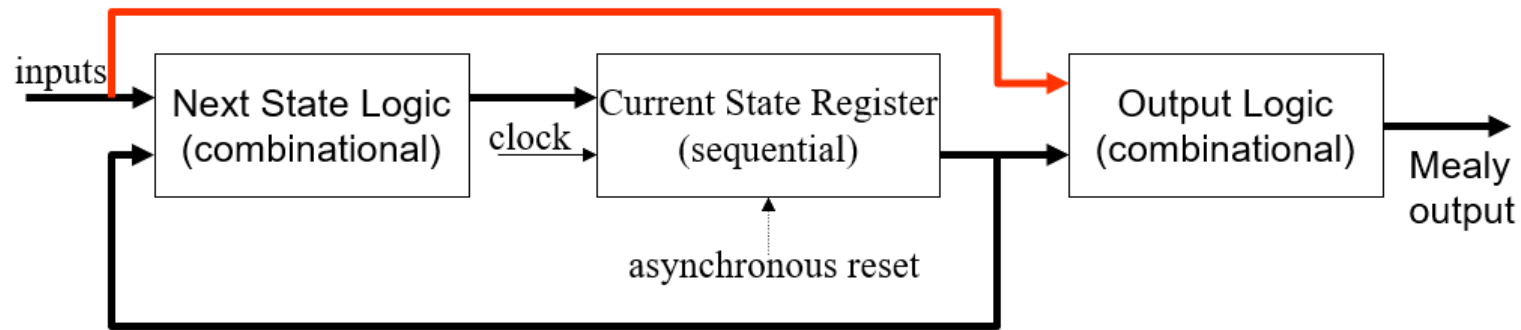 inputs
Next State Logic
(combinational)
clock
Current State Register
(sequential)
asynchronous reset
Output Logic
(combinational)
Mealy
output